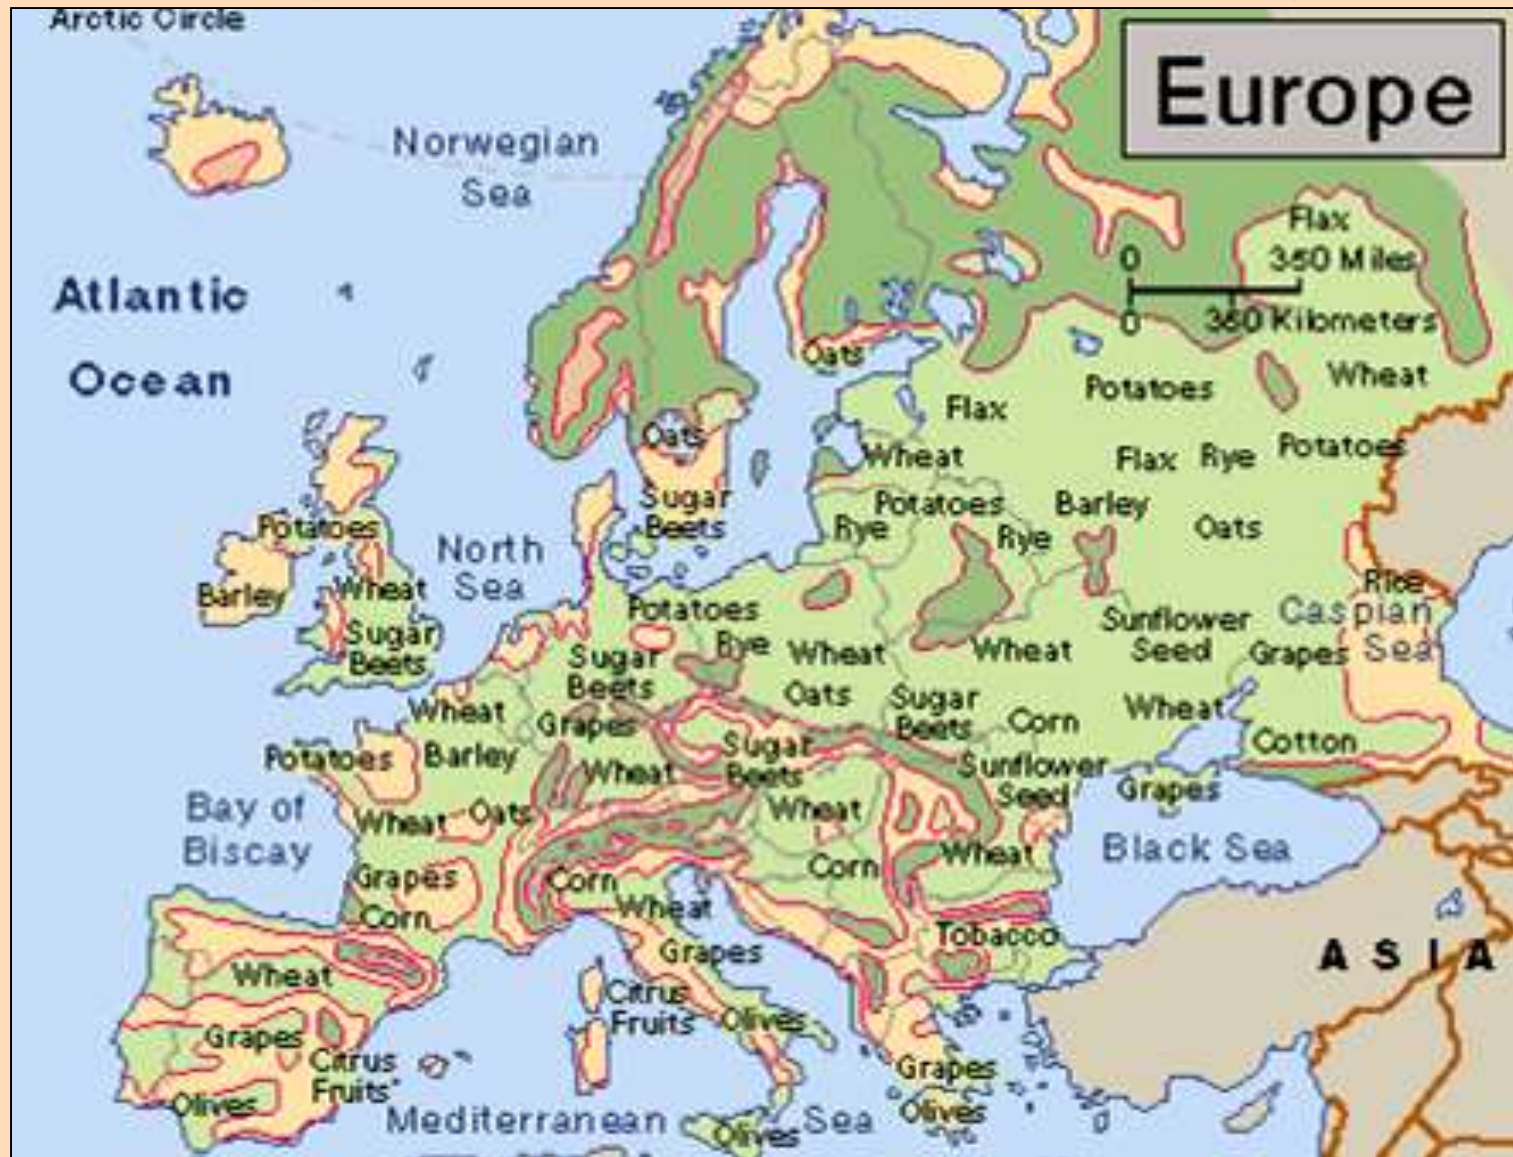 Arctic Circle
Europe
Norwegian
Sea
Flax
0
350 Miles
0
350 Kilometers
Atlantic
Ocean
Oats
Potatoes
Wheat
Flax
Oats
Wheat
Flax
Rye
Potatoes
Sugar
Beets
Potatoes
Barley
Potatoes
Rye
Rye
Oats
North
Sea
Barley
Wheat
Rice
Potatoes
Sunflower
Seed
Caspian
Sea
Sugar
Beets
Rye
Wheat
Wheat
Grapes
Sugar
Beets
Oats
Sugar
Beets
Corn
Wheat
Wheat
Grapes
Cotton
Potatoes
Barley
Wheat
Sugar
Beets
Sunflower
Seed
Grapes
Bay of
Biscay
Wheat
Oats
Wheat
Black Sea
Grapes
Corn
Corn
Wheat
Corn
Wheat
Tobacco
Grapes
ASIA
Wheat
Citrus
Fruits
Olives
Grapes
Citrus
Fruits
Grapes
Olives
Mediterranean
Sea
Olives
Olives